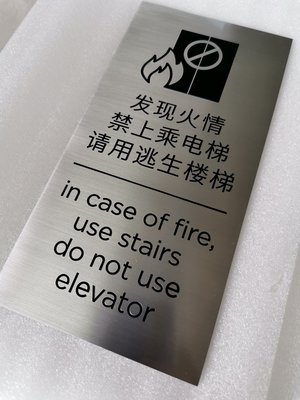 发现火情
禁上乘电梯
请用逃生楼梯
in case of fire,
use stairs
do not use
elevator